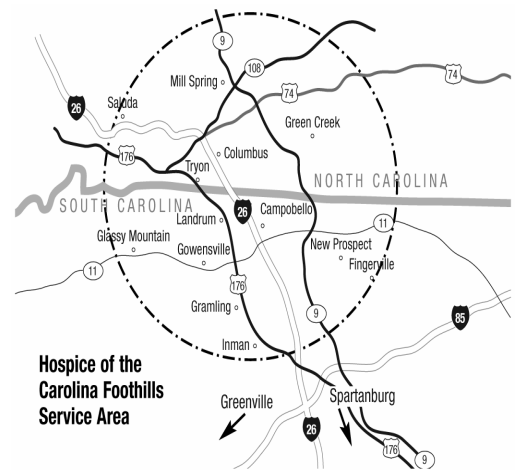 9
108
Mill Spring
74
74
26
Saluda
Green Creek
176
Columbus
Tryon
NORTH CAROLINA
SOUTH CAROLINA
26
Landrum
Campobello
11
Glassy Mountain
Gowensville
New Prospect
11
Fingerville
176
Gramling
9
85
Inman
Hospice of the
Carolina Foothills
Service Area
Greenville
Spartanburg
26
176
9